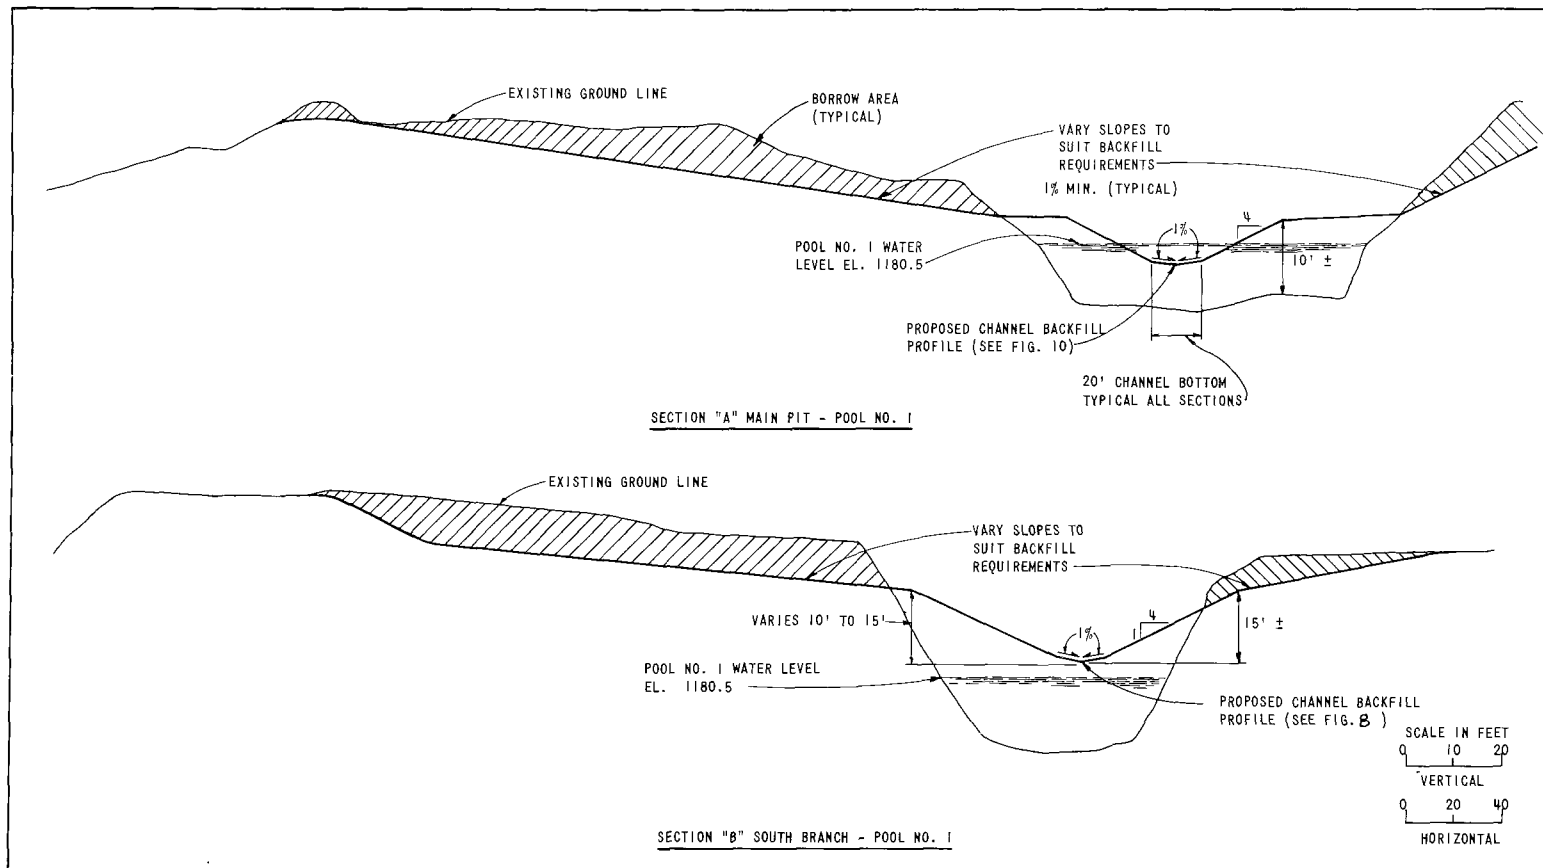 EXISTING GROUND LINE
BORROW AREA
(TYPICAL)
VARY SLOPES TO
SUIT BACKFILL
REQUIREMENTS
1% MIN. (TYPICAL)
4
1%
POOL NO. 1 WATER
LEVEL EL. 1180.5
10' ±
PROPOSED CHANNEL BACKFILL
PROFILE (SEE FIG. 10)
20' CHANNEL BOTTOM
TYPICAL ALL SECTIONS
SECTION "A" MAIN PIT - POOL NO. 1
EXISTING GROUND LINE
VARY SLOPES TO
SUIT BACKFILL
REQUIREMENTS
4
1
1%
VARIES 10' TO 15'
15' ±
POOL NO. 1 WATER LEVEL
EL. 1180.5
PROPOSED CHANNEL BACKFILL
PROFILE (SEE FIG. 8 )
SCALE IN FEET
0 10 20
VERTICAL
0 20 40
HORIZONTAL
SECTION "B" SOUTH BRANCH - POOL NO. 1